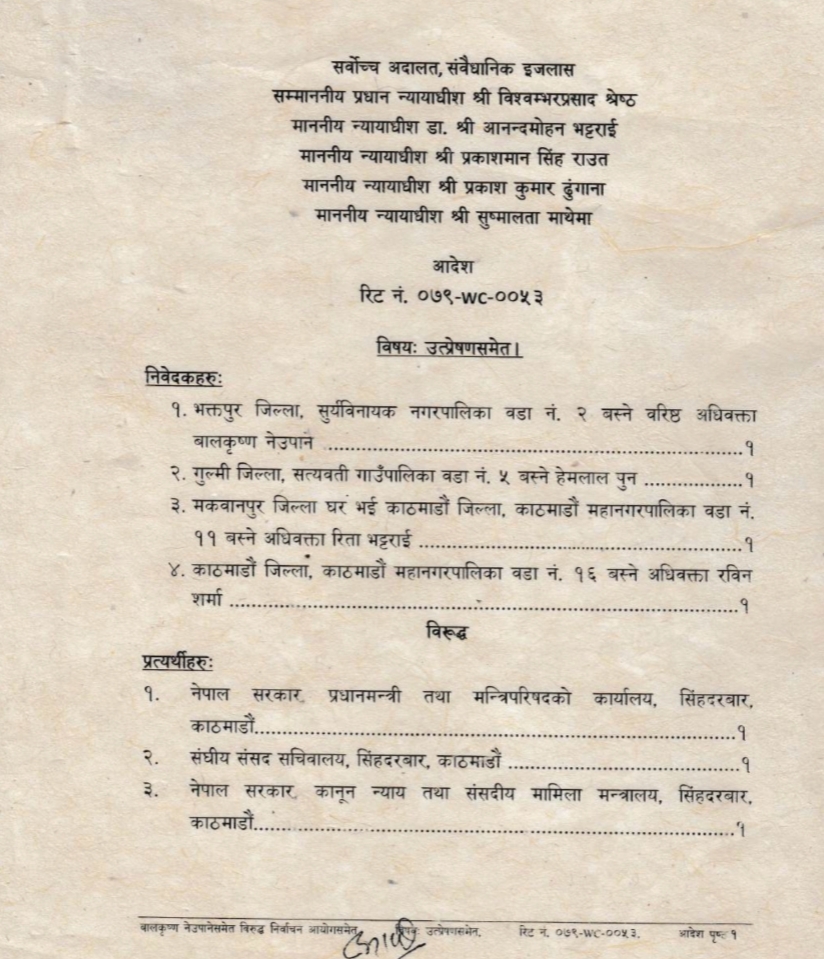 सर्वोच्च अदालत, संवैधानिक इजलास
सम्माननीय प्रधान न्यायाधीश श्री विश्वम्भरप्रसाद श्रेष्ठ
माननीय न्यायाधीश डा. श्री आनन्दमोहन भट्टराई
माननीय न्यायाधीश श्री प्रकाशमान सिंह राउत
माननीय न्यायाधीश श्री प्रकाश कुमार ढुंगाना
माननीय न्यायाधीश श्री सुष्मालता माथेमा
आदेश
रिट नं. ०७९-WC-००५३
विषयः उत्प्रेषणसमेत।
निवेदकहरुः
१. भक्तपुर जिल्ला, सुर्यविनायक नगरपालिका वडा नं. २ बस्ने वरिष्ठ अधिवक्ता
बालकृष्ण नेउपाने ..........................................................................१
२. गुल्मी जिल्ला, सत्यवती गाउँपालिका वडा नं. ५ बस्ने हेमलाल पुन .................१
३. मकवानपुर जिल्ला घर भई काठमाडौं जिल्ला, काठमाडौं महानगरपालिका वडा नं.
११ बस्ने अधिवक्ता रिता भट्टराई .........................................................१
४. काठमाडौं जिल्ला, काठमाडौं महानगरपालिका वडा नं. १६ बस्ने अधिवक्ता रविन
शर्मा .........................................................................................१
विरूद्ध
प्रत्यर्थीहरुः
१. नेपाल सरकार प्रधानमन्त्री तथा मन्त्रिपरिषदको कार्यालय, सिंहदरबार,
काठमाडौं....................................................................................१
२. संघीय संसद सचिवालय, सिंहदरबार, काठमाडौं .........................................१
३. नेपाल सरकार कानून न्याय तथा संसदीय मामिला मन्त्रालय, सिंहदरबार,
काठमाडौं....................................................................................१
बालकृष्ण नेउपानेसमेत विरुद्ध निर्वाचन आयोगसमेत, उत्प्रेषणसमेत, रिट नं. ०७९-WC-००५३, आदेश पृष्ठ १